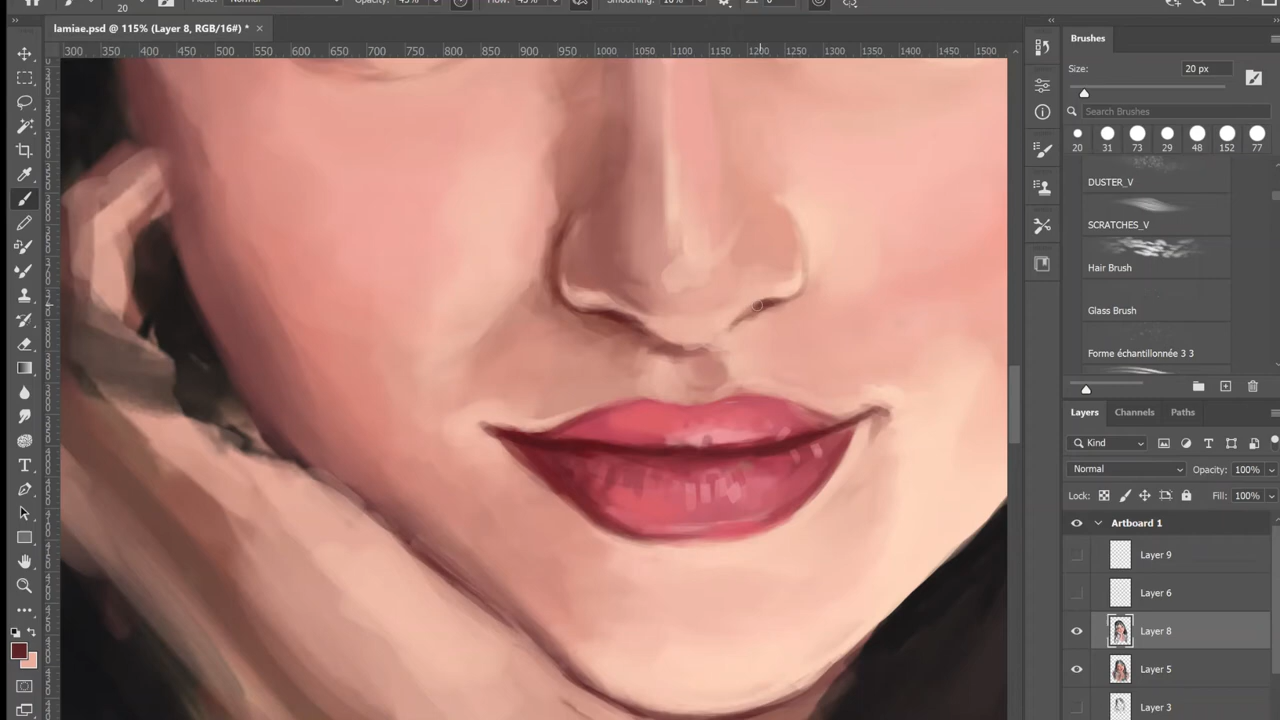 20 Mode: Normal Opacity: 45% Flow: 45% Smoothing: 10% 0
lamiae.psd @ 115% (Layer 8, RGB/16#) *
300 350 400 450 500 550 600 650 700 750 800 850 900 950 1000 1050 1100 1150 1200 1250 1300 1350 1400 1450 1500
Brushes
Size: 20 px
Search Brushes
20 31 73 29 48 152 77
DUSTER_V
SCRATCHES_V
Hair Brush
Glass Brush
Forme échantillonnée 3 3
Layers Channels Paths
Kind
Normal Opacity: 100%
Lock: Fill: 100%
Artboard 1
Layer 9
Layer 6
Layer 8
Layer 5
Layer 3